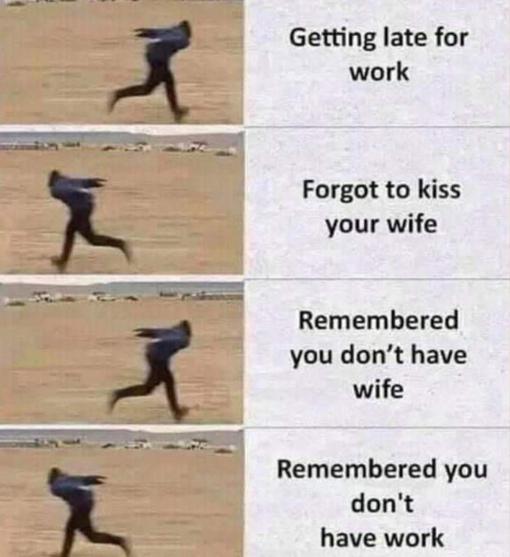 Getting late for
work
Forgot to kiss
your wife
Remembered
you don't have
wife
Remembered you
don't
have work